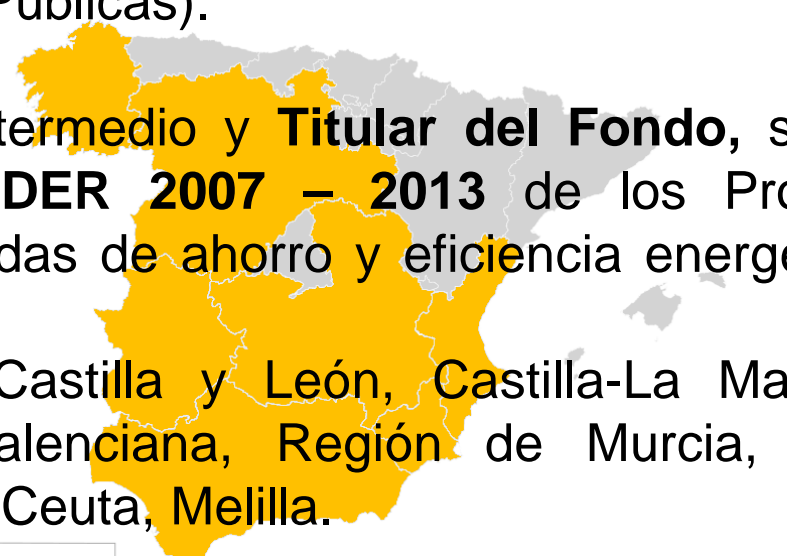 Públicas).
termedio y Titular del Fondo, s
DER 2007 – 2013 de los Pro
das de ahorro y eficiencia energé
Castilla y León, Castilla-La Ma
alenciana, Región de Murcia,
Ceuta, Melilla.